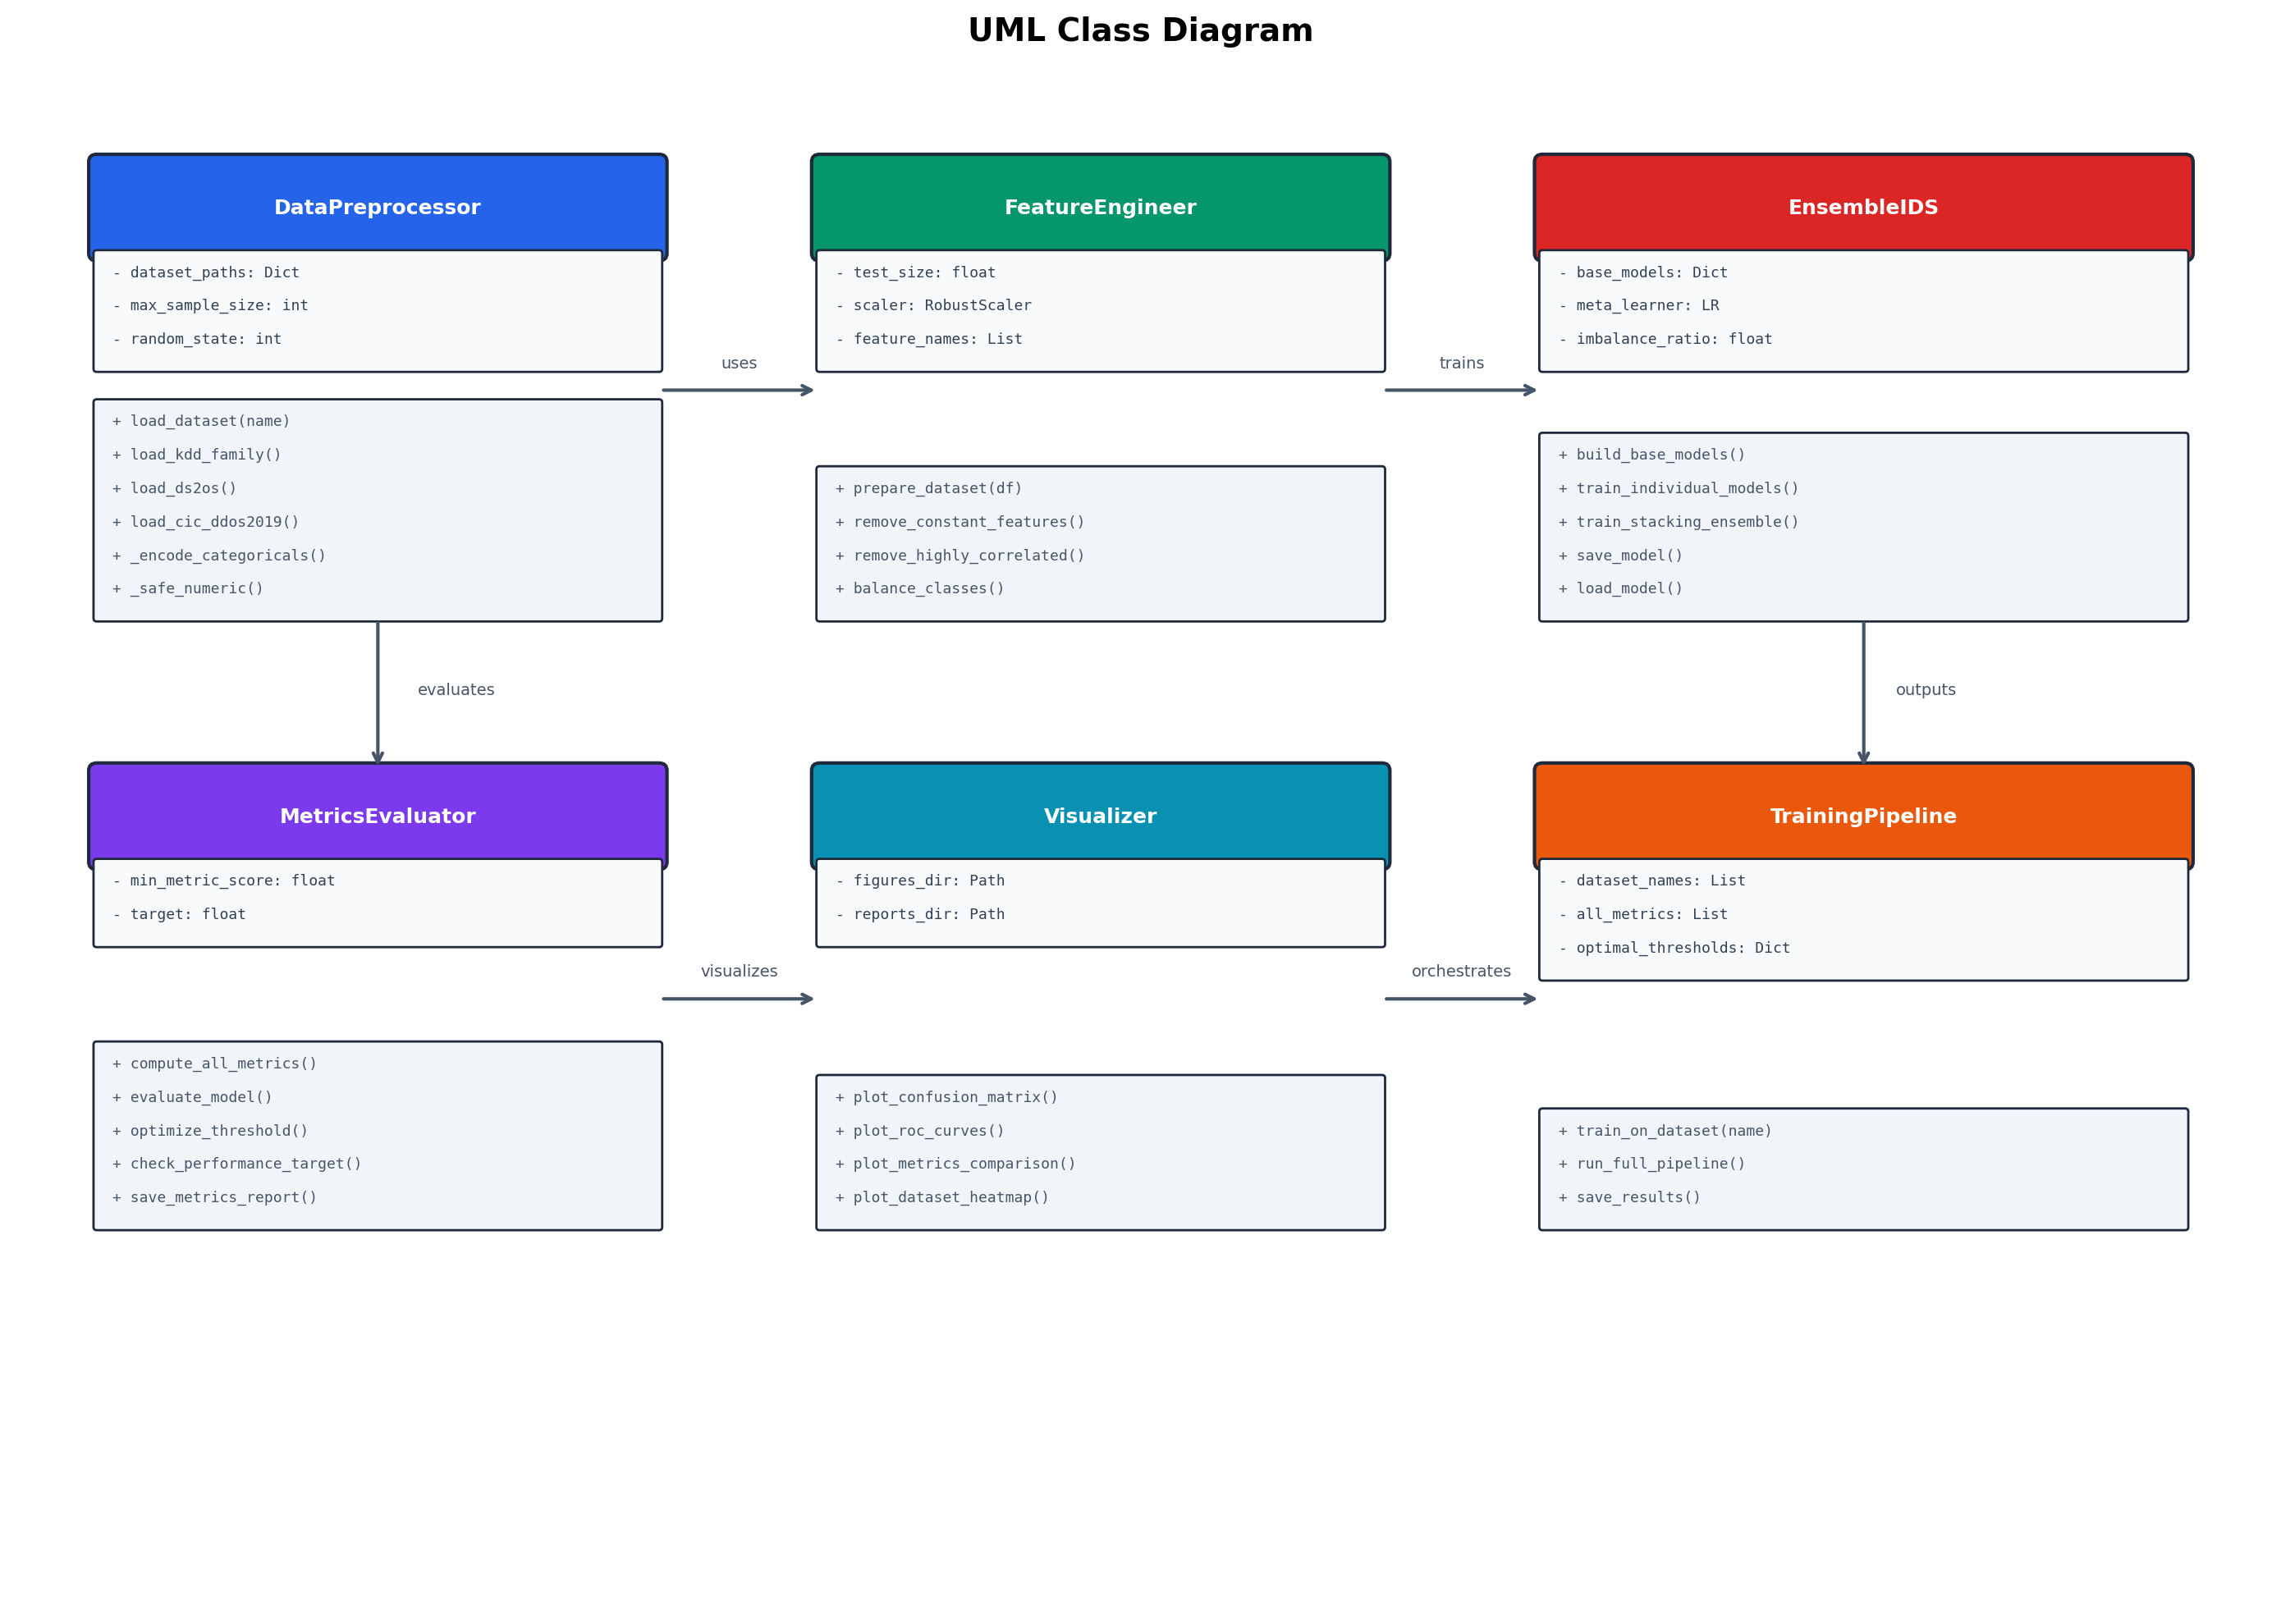 UML Class Diagram
DataPreprocessor
- dataset_paths: Dict
- max_sample_size: int
- random_state: int
+ load_dataset(name)
+ load_kdd_family()
+ load_ds2os()
+ load_cic_ddos2019()
+ _encode_categoricals()
+ _safe_numeric()
uses
FeatureEngineer
- test_size: float
- scaler: RobustScaler
- feature_names: List
+ prepare_dataset(df)
+ remove_constant_features()
+ remove_highly_correlated()
+ balance_classes()
trains
EnsembleIDS
- base_models: Dict
- meta_learner: LR
- imbalance_ratio: float
+ build_base_models()
+ train_individual_models()
+ train_stacking_ensemble()
+ save_model()
+ load_model()
evaluates
outputs
MetricsEvaluator
- min_metric_score: float
- target: float
+ compute_all_metrics()
+ evaluate_model()
+ optimize_threshold()
+ check_performance_target()
+ save_metrics_report()
visualizes
Visualizer
- figures_dir: Path
- reports_dir: Path
+ plot_confusion_matrix()
+ plot_roc_curves()
+ plot_metrics_comparison()
+ plot_dataset_heatmap()
orchestrates
TrainingPipeline
- dataset_names: List
- all_metrics: List
- optimal_thresholds: Dict
+ train_on_dataset(name)
+ run_full_pipeline()
+ save_results()